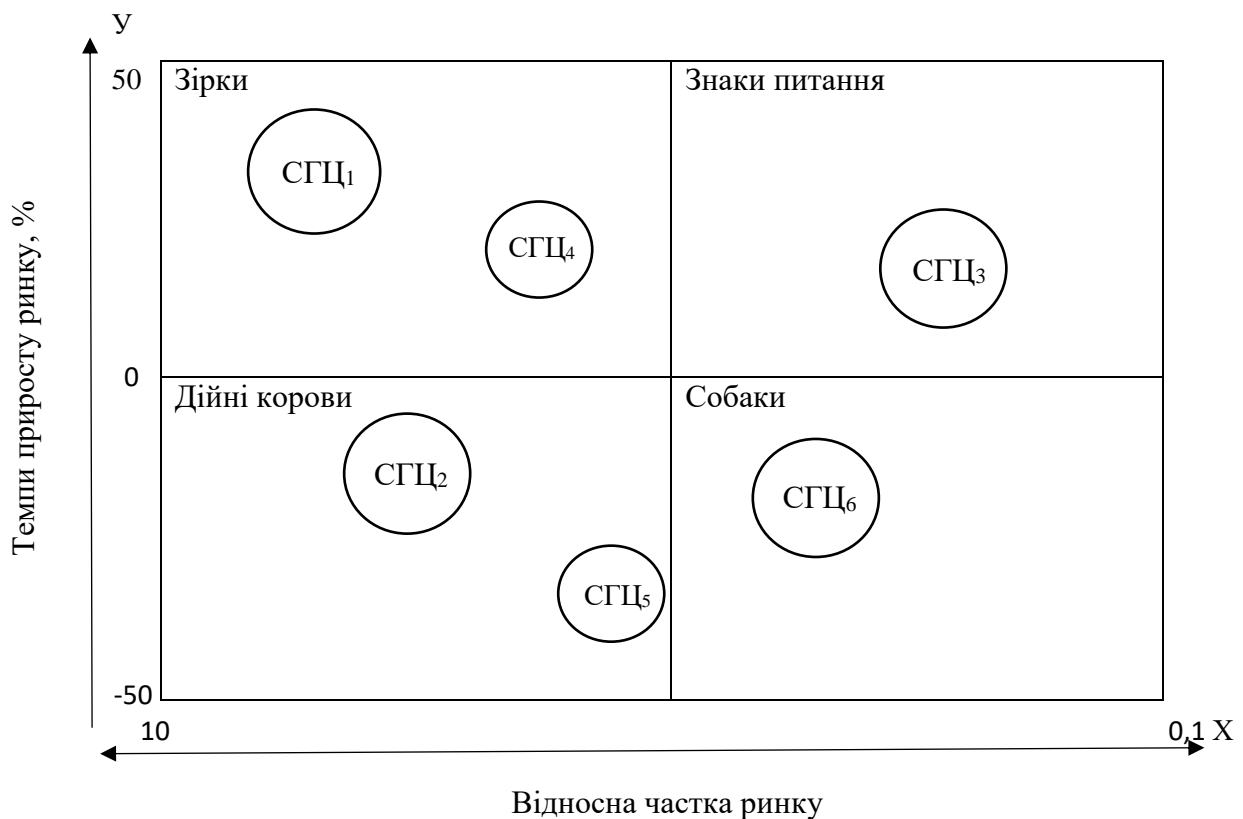 У
50
Зірки
Знаки питання
СГЦ₁
СГЦ₄
СГЦ₃
Темпи приросту ринку, %
0
Дійні корови
Собаки
СГЦ₂
СГЦ₆
СГЦ₅
-50
10
0,1 Х
Відносна частка ринку